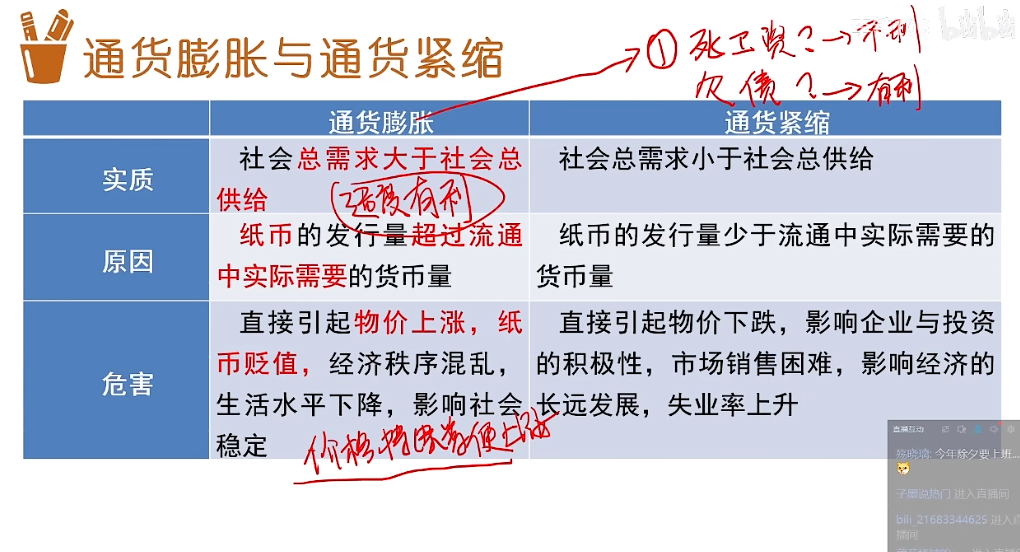 bilibili
通货膨胀与通货紧缩
① 死工资？→不利
欠债？→有利
通货膨胀
通货紧缩
实质
社会总需求大于社会总
供给
适度有利
社会总需求小于社会总供给
原因
纸币的发行量超过流通
中实际需要的货币量
纸币的发行量少于流通中实际需要的
货币量
危害
直接引起物价上涨，纸
币贬值，经济秩序混乱，
生活水平下降，影响社会
稳定
价格持续普遍上涨
直接引起物价下跌，影响企业与投资
的积极性，市场销售困难，影响经济的
长远发展，失业率上升
直播互动
今年除夕要上班...
子墨说热门 进入直播间
bili_21683344625 进入直
播间